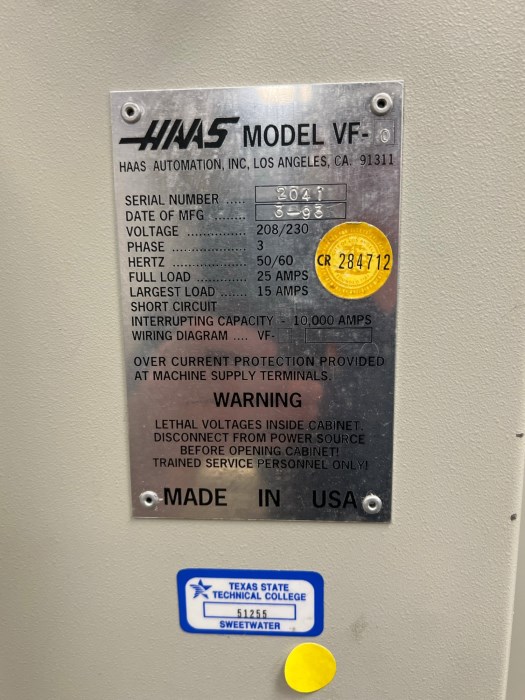 HAAS MODEL VF-0
HAAS AUTOMATION, INC, LOS ANGELES, CA. 91311
SERIAL NUMBER ..... 2041
DATE OF MFG ........
VOLTAGE ............... 208/230
PHASE .................. 3
HERTZ ................... 50/60
FULL LOAD ............ 25 AMPS
LARGEST LOAD ...... 15 AMPS
SHORT CIRCUIT
INTERRUPTING CAPACITY - 10,000 AMPS
WIRING DIAGRAM .... VF-
CR 284712
OVER CURRENT PROTECTION PROVIDED
AT MACHINE SUPPLY TERMINALS.
WARNING
LETHAL VOLTAGES INSIDE CABINET.
DISCONNECT FROM POWER SOURCE
BEFORE OPENING CABINET!
TRAINED SERVICE PERSONNEL ONLY!
MADE IN USA
TEXAS STATE
TECHNICAL COLLEGE
51255
SWEETWATER